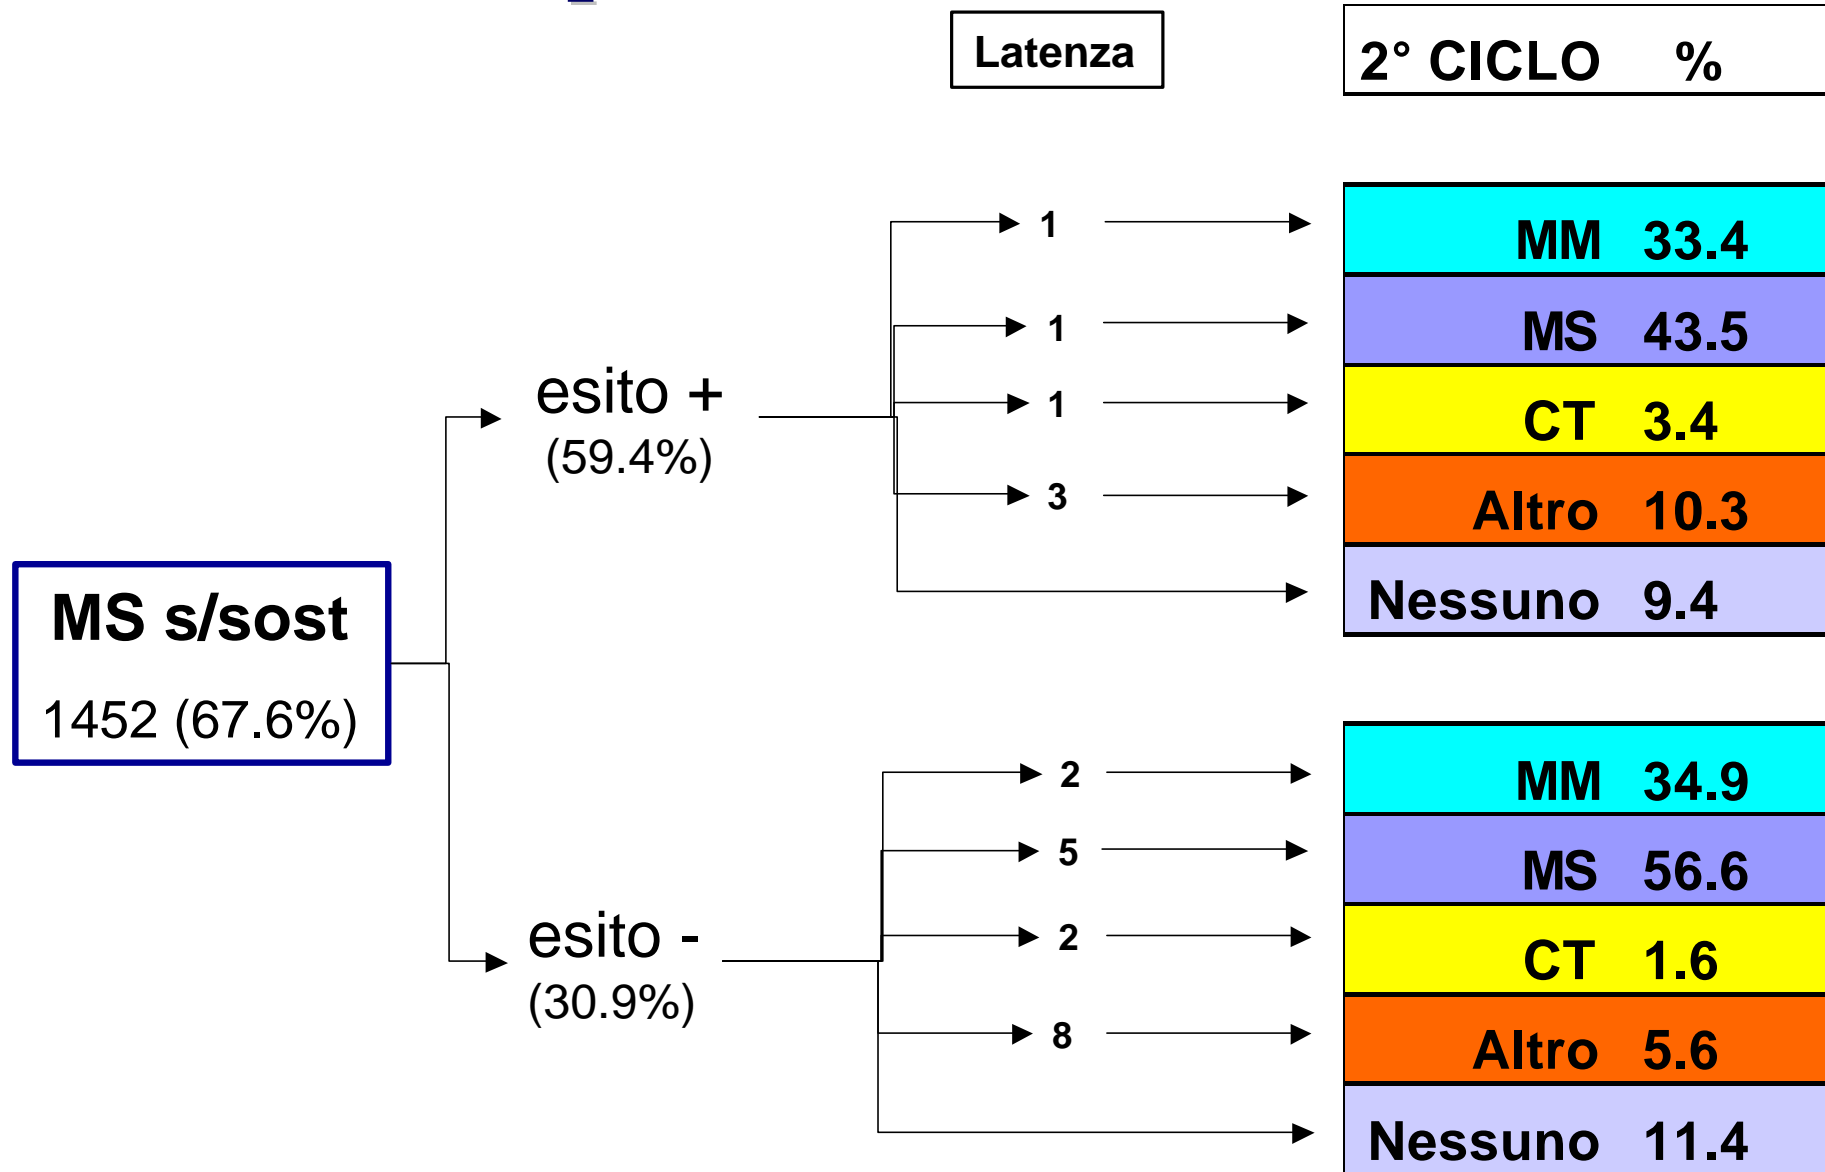 Latenza
2° CICLO %
1
MM 33.4
1
MS 43.5
esito +
(59.4%)
1
CT 3.4
3
Altro 10.3
Nessuno 9.4
MS s/sost
1452 (67.6%)
2
MM 34.9
5
MS 56.6
esito -
(30.9%)
2
CT 1.6
8
Altro 5.6
Nessuno 11.4